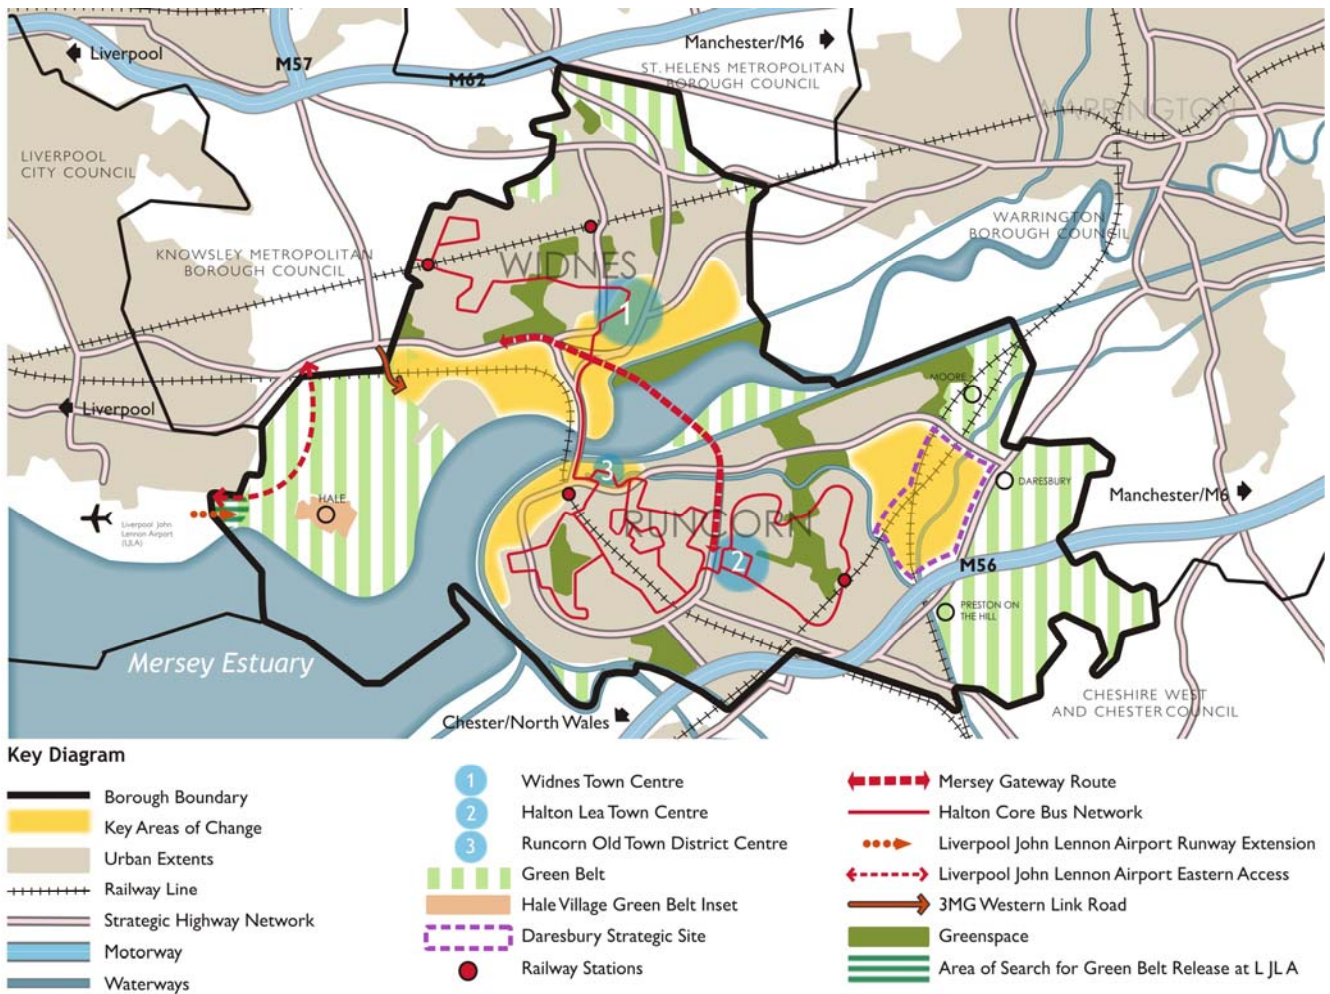 Liverpool
M57
M62
Manchester/M6
ST. HELENS METROPOLITAN
BOROUGH COUNCIL
WARRINGTON
LIVERPOOL
CITY COUNCIL
KNOWSLEY METROPOLITAN
BOROUGH COUNCIL
WARRINGTON
BOROUGH COUNCIL
WIDNES
1
MOORE
Liverpool
3
DARESBURY
Manchester/M6
HALE
Liverpool John
Lennon Airport
(LJLA)
RUNCORN
2
M56
PRESTON ON
THE HILL
Mersey Estuary
CHESHIRE WEST
AND CHESTER COUNCIL
Chester/North Wales
Key Diagram
Borough Boundary
Key Areas of Change
Urban Extents
Railway Line
Strategic Highway Network
Motorway
Waterways
1 Widnes Town Centre
2 Halton Lea Town Centre
3 Runcorn Old Town District Centre
Green Belt
Hale Village Green Belt Inset
Daresbury Strategic Site
Railway Stations
Mersey Gateway Route
Halton Core Bus Network
Liverpool John Lennon Airport Runway Extension
Liverpool John Lennon Airport Eastern Access
3MG Western Link Road
Greenspace
Area of Search for Green Belt Release at L JL A